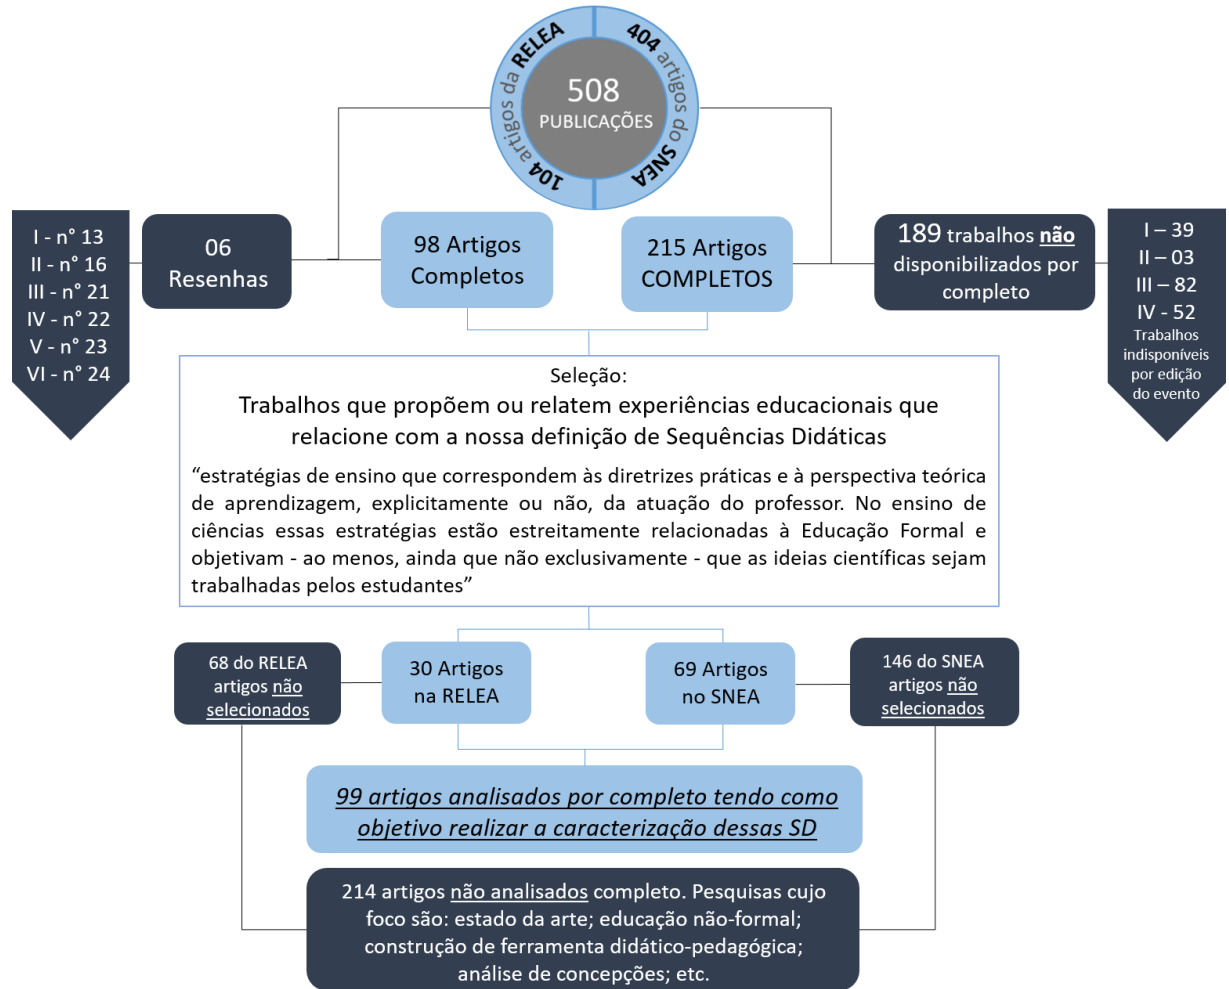 104 artigos da RELEA
404 artigos do SNEA
508
PUBLICAÇÕES
I - n° 13
II - n° 16
III - n° 21
IV - n° 22
V - n° 23
VI - n° 24
06
Resenhas
98 Artigos
Completos
215 Artigos
COMPLETOS
189 trabalhos não
disponibilizados por
completo
I – 39
II – 03
III – 82
IV - 52
Trabalhos
indisponíveis
por edição
do evento
Seleção:
Trabalhos que propõem ou relatem experiências educacionais que
relacione com a nossa definição de Sequências Didáticas
“estratégias de ensino que correspondem às diretrizes práticas e à perspectiva teórica
de aprendizagem, explicitamente ou não, da atuação do professor. No ensino de
ciências essas estratégias estão estreitamente relacionadas à Educação Formal e
objetivam - ao menos, ainda que não exclusivamente - que as ideias científicas sejam
trabalhadas pelos estudantes”
68 do RELEA
artigos não
selecionados
30 Artigos
na RELEA
69 Artigos
no SNEA
146 do SNEA
artigos não
selecionados
99 artigos analisados por completo tendo como
objetivo realizar a caracterização dessas SD
214 artigos não analisados completo. Pesquisas cujo
foco são: estado da arte; educação não-formal;
construção de ferramenta didático-pedagógica;
análise de concepções; etc.